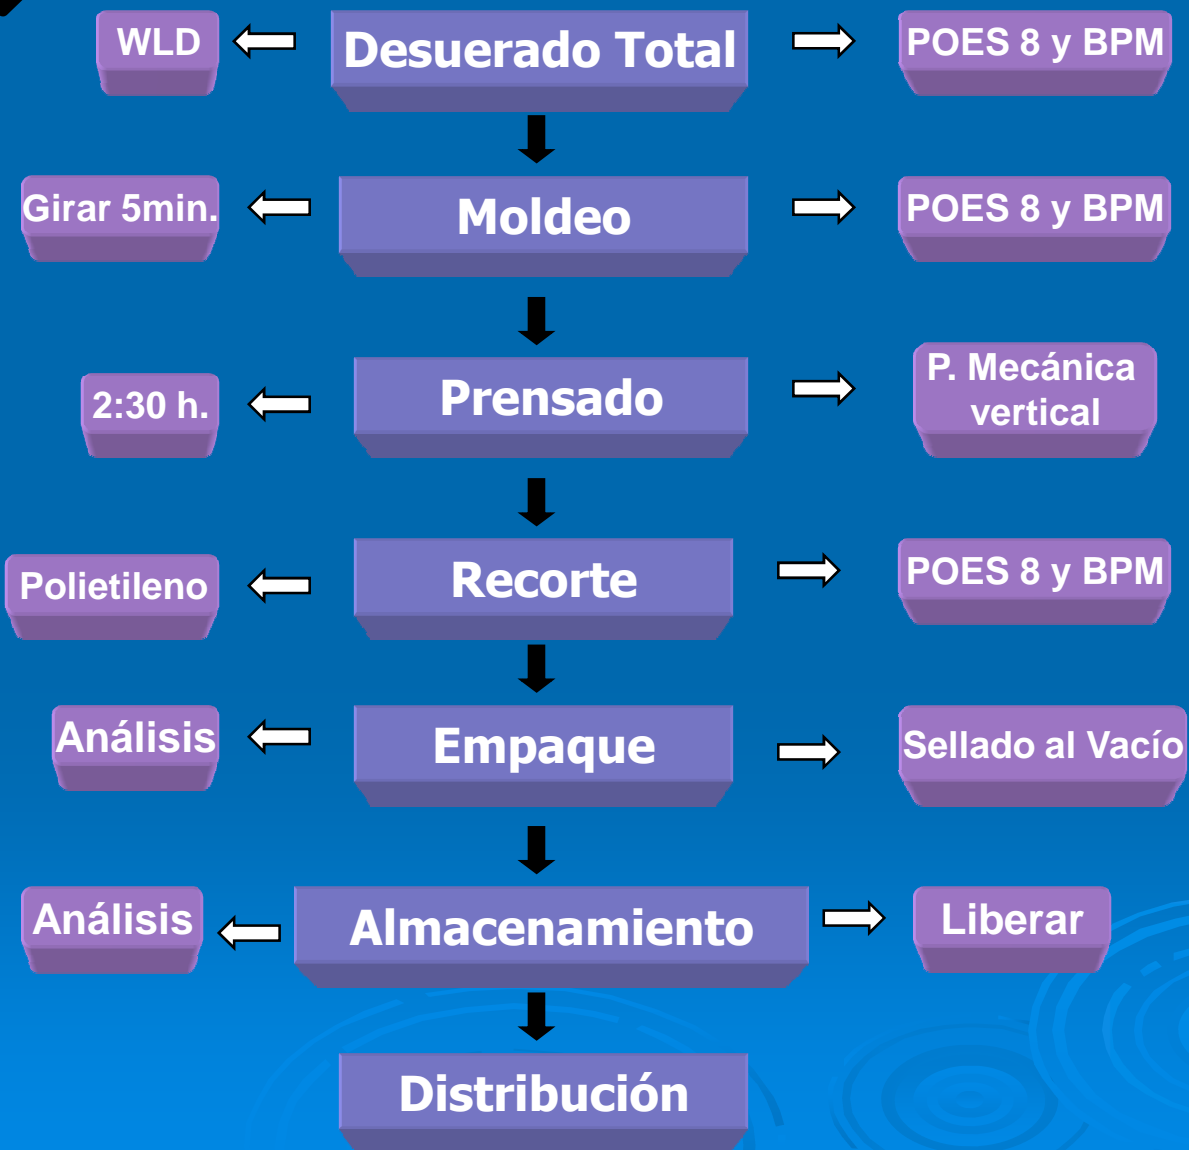 WLD
Desuerado Total
POES 8 y BPM
Girar 5min.
Moldeo
POES 8 y BPM
2:30 h.
Prensado
P. Mecánica
vertical
Polietileno
Recorte
POES 8 y BPM
Análisis
Empaque
Sellado al Vacío
Análisis
Almacenamiento
Liberar
Distribución